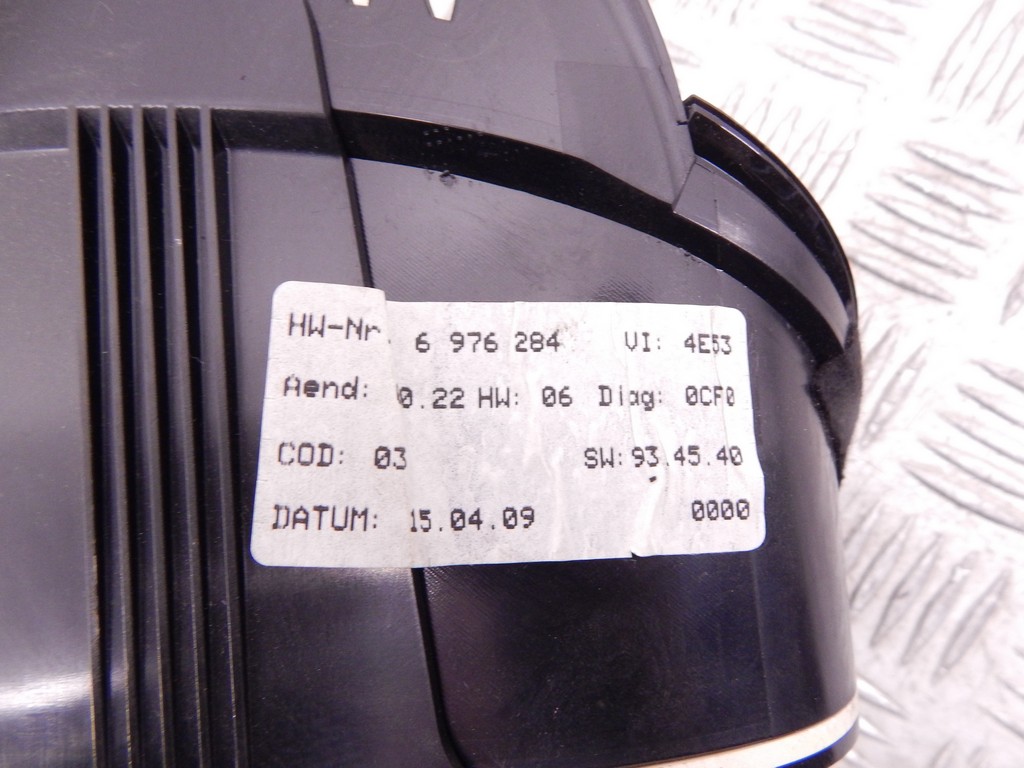 HW-Nr. 6 976 284 VI: 4E53
Aend: 0.22 HW: 06 Diag: 0CF0
COD: 03 SW: 93.45.40
DATUM: 15.04.09 0000